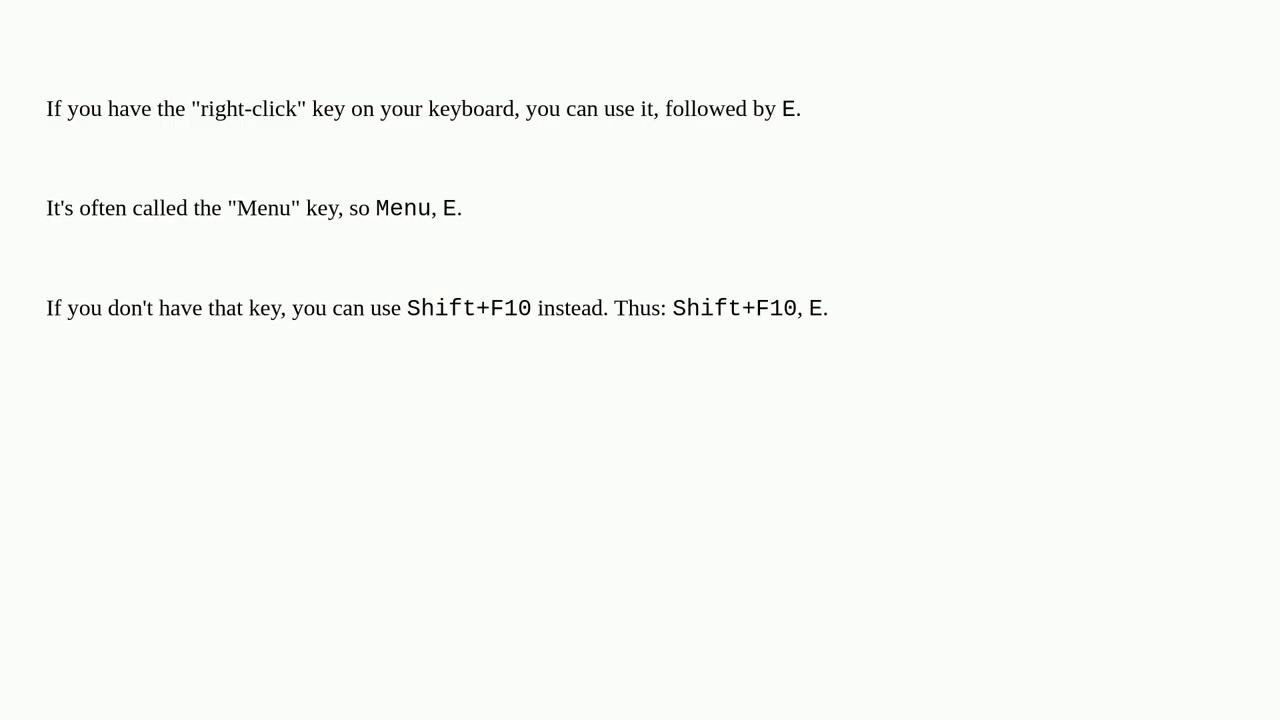 If you have the "right-click" key on your keyboard, you can use it, followed by E.
It's often called the "Menu" key, so Menu, E.
If you don't have that key, you can use Shift+F10 instead. Thus: Shift+F10, E.